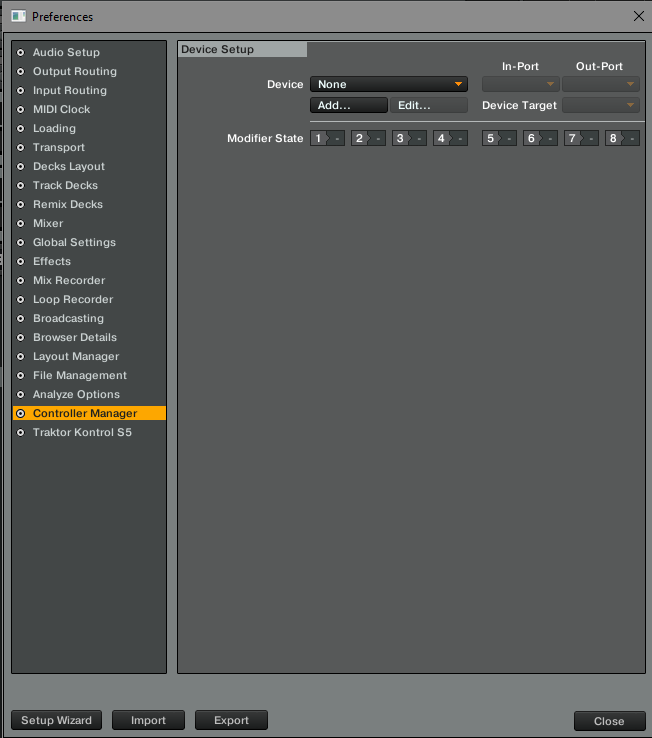 Preferences
Audio Setup
Output Routing
Input Routing
MIDI Clock
Loading
Transport
Decks Layout
Track Decks
Remix Decks
Mixer
Global Settings
Effects
Mix Recorder
Loop Recorder
Broadcasting
Browser Details
Layout Manager
File Management
Analyze Options
Controller Manager
Traktor Kontrol S5
Device Setup
In-Port Out-Port
Device None
Add... Edit... Device Target
Modifier State 1 - 2 - 3 - 4 - 5 - 6 - 7 - 8 -
Setup Wizard Import Export Close